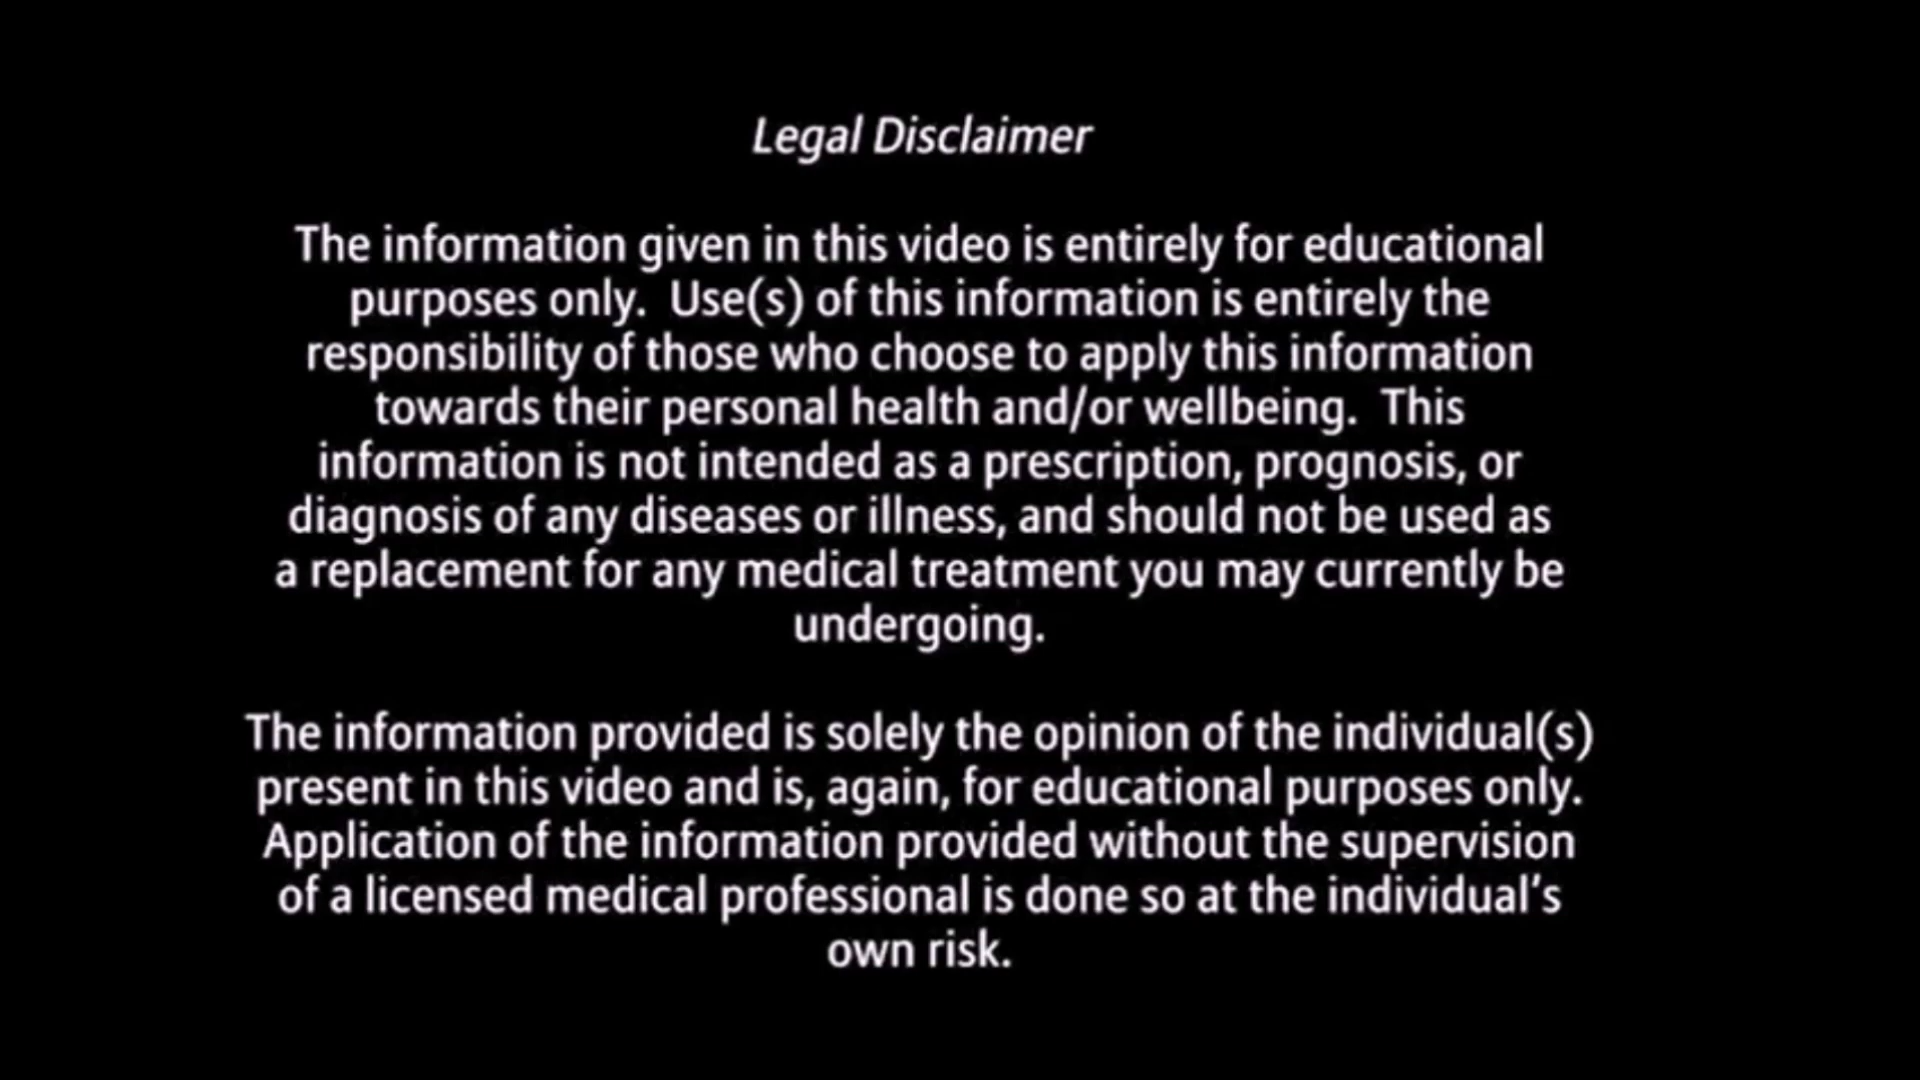 Legal Disclaimer
The information given in this video is entirely for educational
purposes only.  Use(s) of this information is entirely the
responsibility of those who choose to apply this information
towards their personal health and/or wellbeing.  This
information is not intended as a prescription, prognosis, or
diagnosis of any diseases or illness, and should not be used as
a replacement for any medical treatment you may currently be
undergoing.
The information provided is solely the opinion of the individual(s)
present in this video and is, again, for educational purposes only.
Application of the information provided without the supervision
of a licensed medical professional is done so at the individual's
own risk.